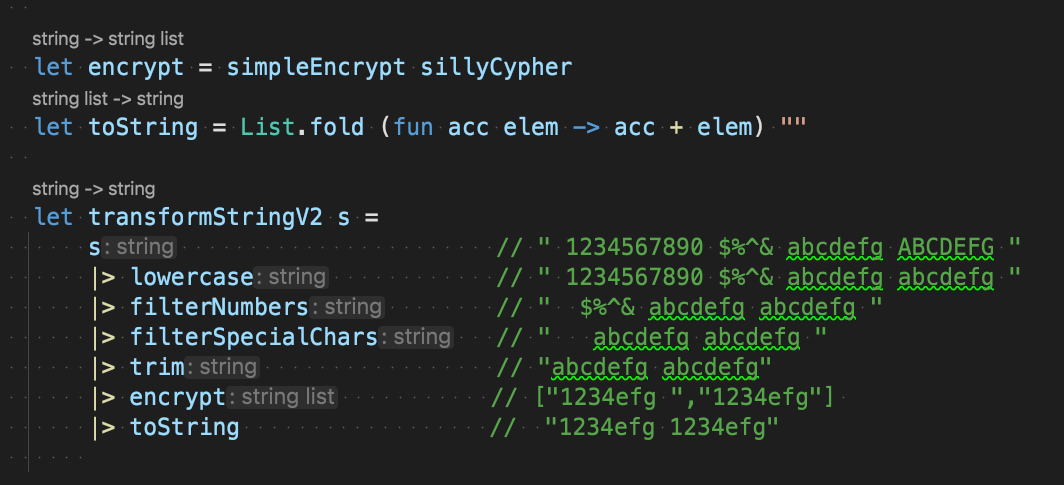 string -> string list
let encrypt = simpleEncrypt sillyCypher
string list -> string
let toString = List.fold (fun acc elem -> acc + elem) ""
string -> string
let transformStringV2 s =
s: string // " 1234567890 $%^& abcdefg ABCDEFG "
|> lowercase: string // " 1234567890 $%^& abcdefg abcdefg "
|> filterNumbers: string // "  $%^& abcdefg abcdefg "
|> filterSpecialChars: string // "   abcdefg abcdefg "
|> trim: string // "abcdefg abcdefg"
|> encrypt: string list // ["1234efg ","1234efg"]
|> toString //  "1234efg 1234efg"